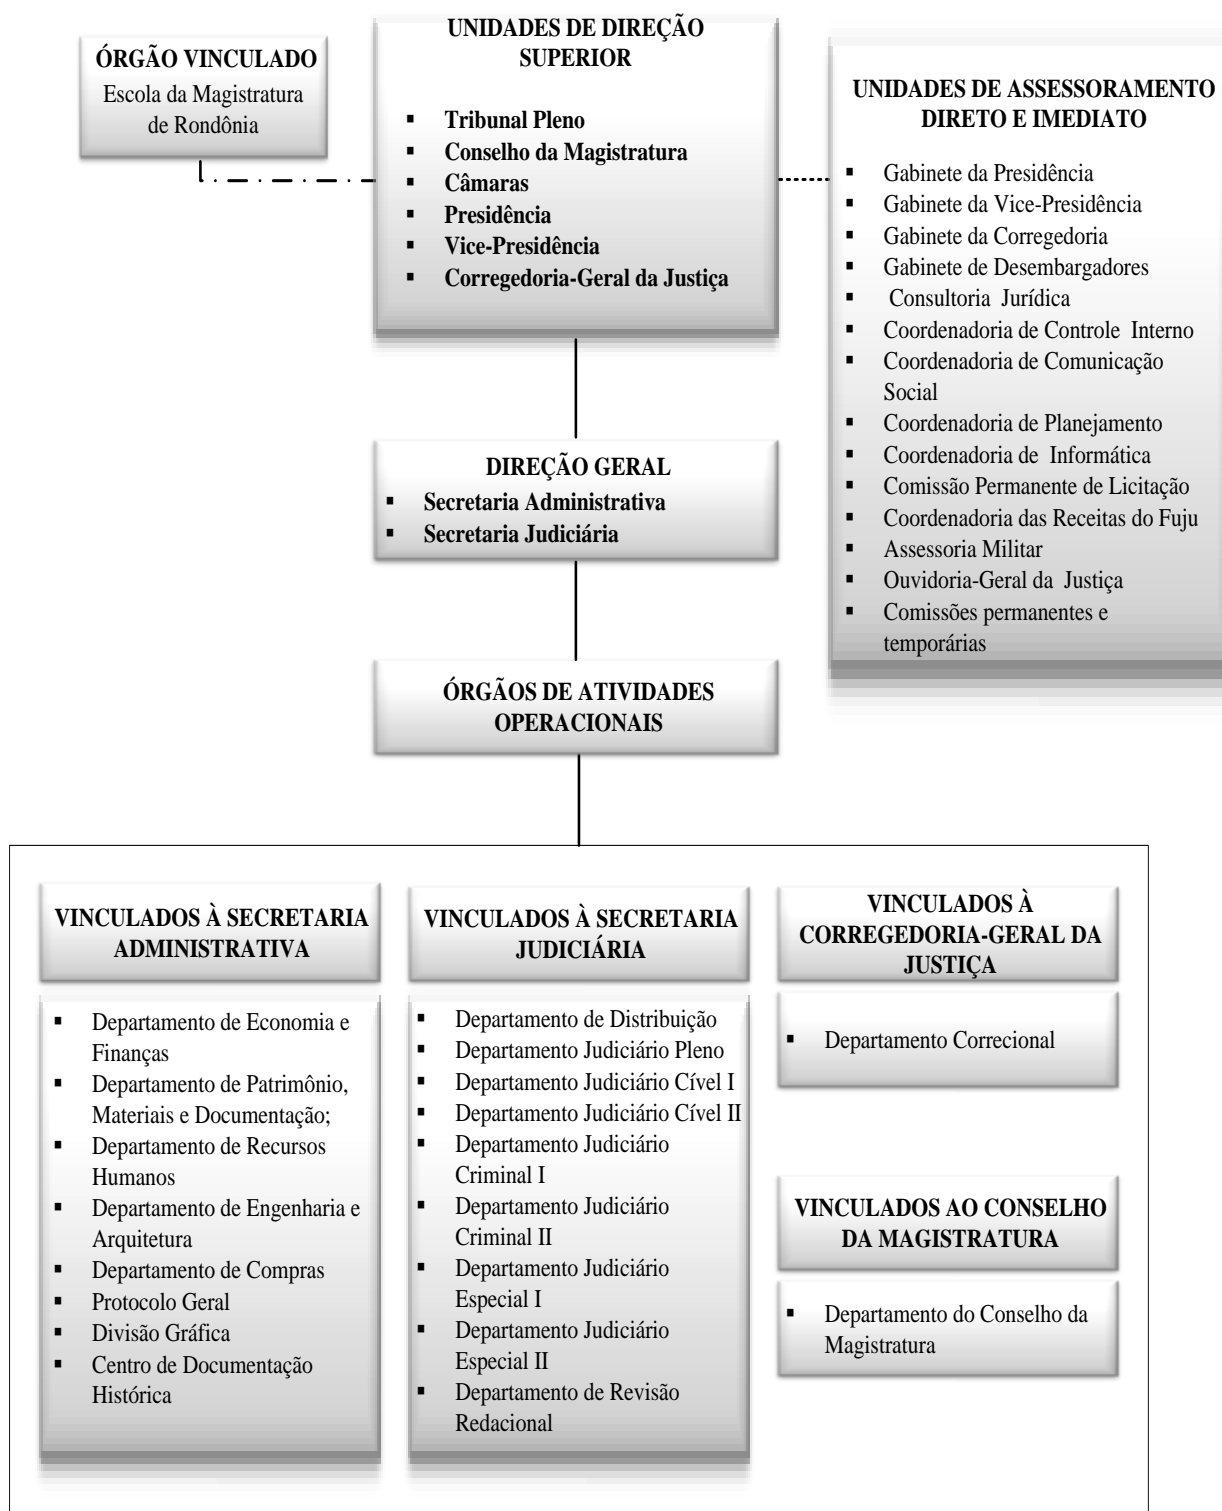 ÓRGÃO VINCULADO
Escola da Magistratura
de Rondônia
UNIDADES DE DIREÇÃO
SUPERIOR
▪ Tribunal Pleno
▪ Conselho da Magistratura
▪ Câmaras
▪ Presidência
▪ Vice-Presidência
▪ Corregedoria-Geral da Justiça
UNIDADES DE ASSESSORAMENTO
DIRETO E IMEDIATO
▪ Gabinete da Presidência
▪ Gabinete da Vice-Presidência
▪ Gabinete da Corregedoria
▪ Gabinete de Desembargadores
▪ Consultoria Jurídica
▪ Coordenadoria de Controle Interno
▪ Coordenadoria de Comunicação
Social
▪ Coordenadoria de Planejamento
▪ Coordenadoria de Informática
▪ Comissão Permanente de Licitação
▪ Coordenadoria das Receitas do Fuju
▪ Assessoria Militar
▪ Ouvidoria-Geral da Justiça
▪ Comissões permanentes e
temporárias
DIREÇÃO GERAL
▪ Secretaria Administrativa
▪ Secretaria Judiciária
ÓRGÃOS DE ATIVIDADES
OPERACIONAIS
VINCULADOS À SECRETARIA
ADMINISTRATIVA
▪ Departamento de Economia e
Finanças
▪ Departamento de Patrimônio,
Materiais e Documentação;
▪ Departamento de Recursos
Humanos
▪ Departamento de Engenharia e
Arquitetura
▪ Departamento de Compras
▪ Protocolo Geral
▪ Divisão Gráfica
▪ Centro de Documentação
Histórica
VINCULADOS À SECRETARIA
JUDICIÁRIA
▪ Departamento de Distribuição
▪ Departamento Judiciário Pleno
▪ Departamento Judiciário Cível I
▪ Departamento Judiciário Cível II
▪ Departamento Judiciário
Criminal I
▪ Departamento Judiciário
Criminal II
▪ Departamento Judiciário
Especial I
▪ Departamento Judiciário
Especial II
▪ Departamento de Revisão
Redacional
VINCULADOS À
CORREGEDORIA-GERAL DA
JUSTIÇA
▪ Departamento Correcional
VINCULADOS AO CONSELHO
DA MAGISTRATURA
▪ Departamento do Conselho da
Magistratura